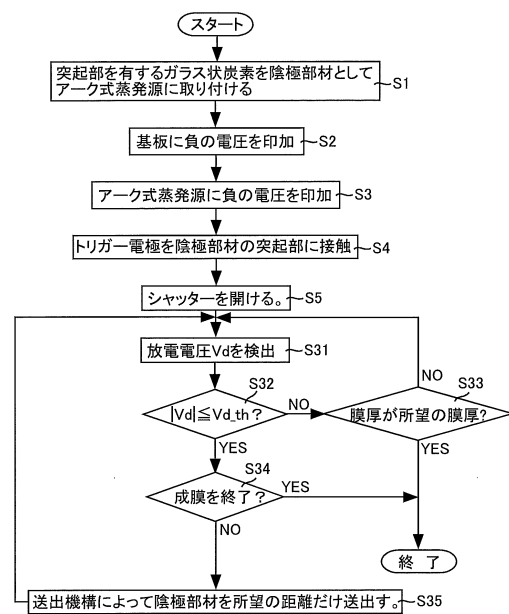 スタート
突起部を有するガラス状炭素を陰極部材として
アーク式蒸発源に取り付ける
S1
基板に負の電圧を印加
S2
アーク式蒸発源に負の電圧を印加
S3
トリガー電極を陰極部材の突起部に接触
S4
シャッターを開ける。
S5
放電電圧Vdを検出
S31
|Vd|≦Vd_th?
S32
NO
YES
膜厚が所望の膜厚?
S33
NO
YES
成膜を終了?
S34
YES
NO
終 了
送出機構によって陰極部材を所望の距離だけ送出す。
S35